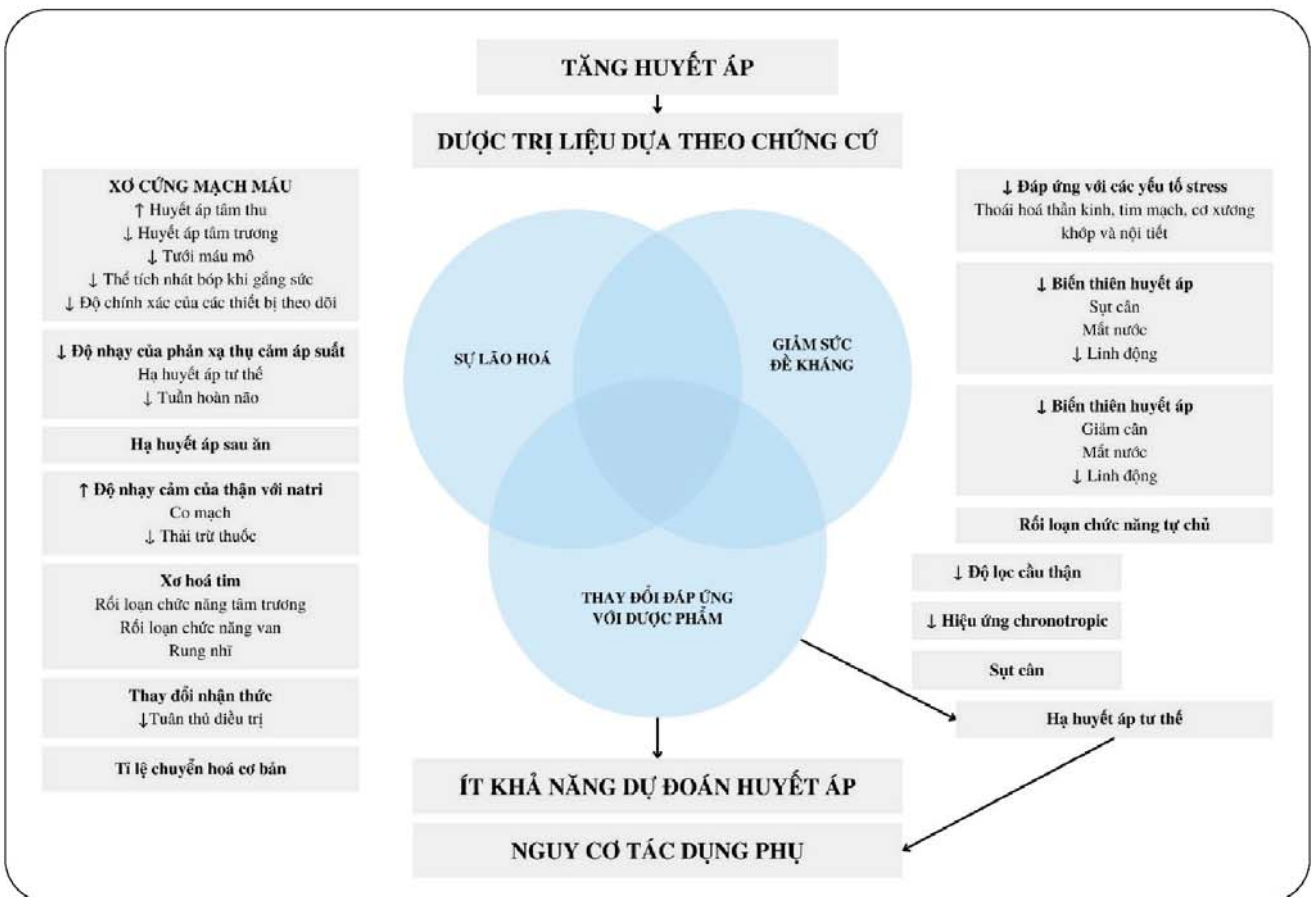 TĂNG HUYẾT ÁP
DƯỢC TRỊ LIỆU DỰA THEO CHỨNG CỨ
XƠ CỨNG MẠCH MÁU
↑ Huyết áp tâm thu
↓ Huyết áp tâm trương
↓ Tưới máu mô
↓ Thể tích nhát bóp khi gắng sức
↓ Độ chính xác của các thiết bị theo dõi
↓ Độ nhạy của phản xạ thụ cảm áp suất
Hạ huyết áp tư thế
↓ Tuần hoàn não
Hạ huyết áp sau ăn
↑ Độ nhạy cảm của thận với natri
Co mạch
↓ Thải trừ thuốc
Xơ hoá tim
Rối loạn chức năng tâm trương
Rối loạn chức năng van
Rung nhĩ
Thay đổi nhận thức
↓Tuân thủ điều trị
Tỉ lệ chuyển hoá cơ bản
SỰ LÃO HOÁ
GIẢM SỨC
ĐỀ KHÁNG
THAY ĐỔI ĐÁP ỨNG
VỚI DƯỢC PHẨM
↓ Đáp ứng với các yếu tố stress
Thoái hoá thần kinh, tim mạch, cơ xương
khớp và nội tiết
↓ Biến thiên huyết áp
Sụt cân
Mất nước
↓ Linh động
↓ Biến thiên huyết áp
Giảm cân
Mất nước
↓ Linh động
Rối loạn chức năng tự chủ
↓ Độ lọc cầu thận
↓ Hiệu ứng chronotropic
Sụt cân
Hạ huyết áp tư thế
ÍT KHẢ NĂNG DỰ ĐOÁN HUYẾT ÁP
NGUY CƠ TÁC DỤNG PHỤ